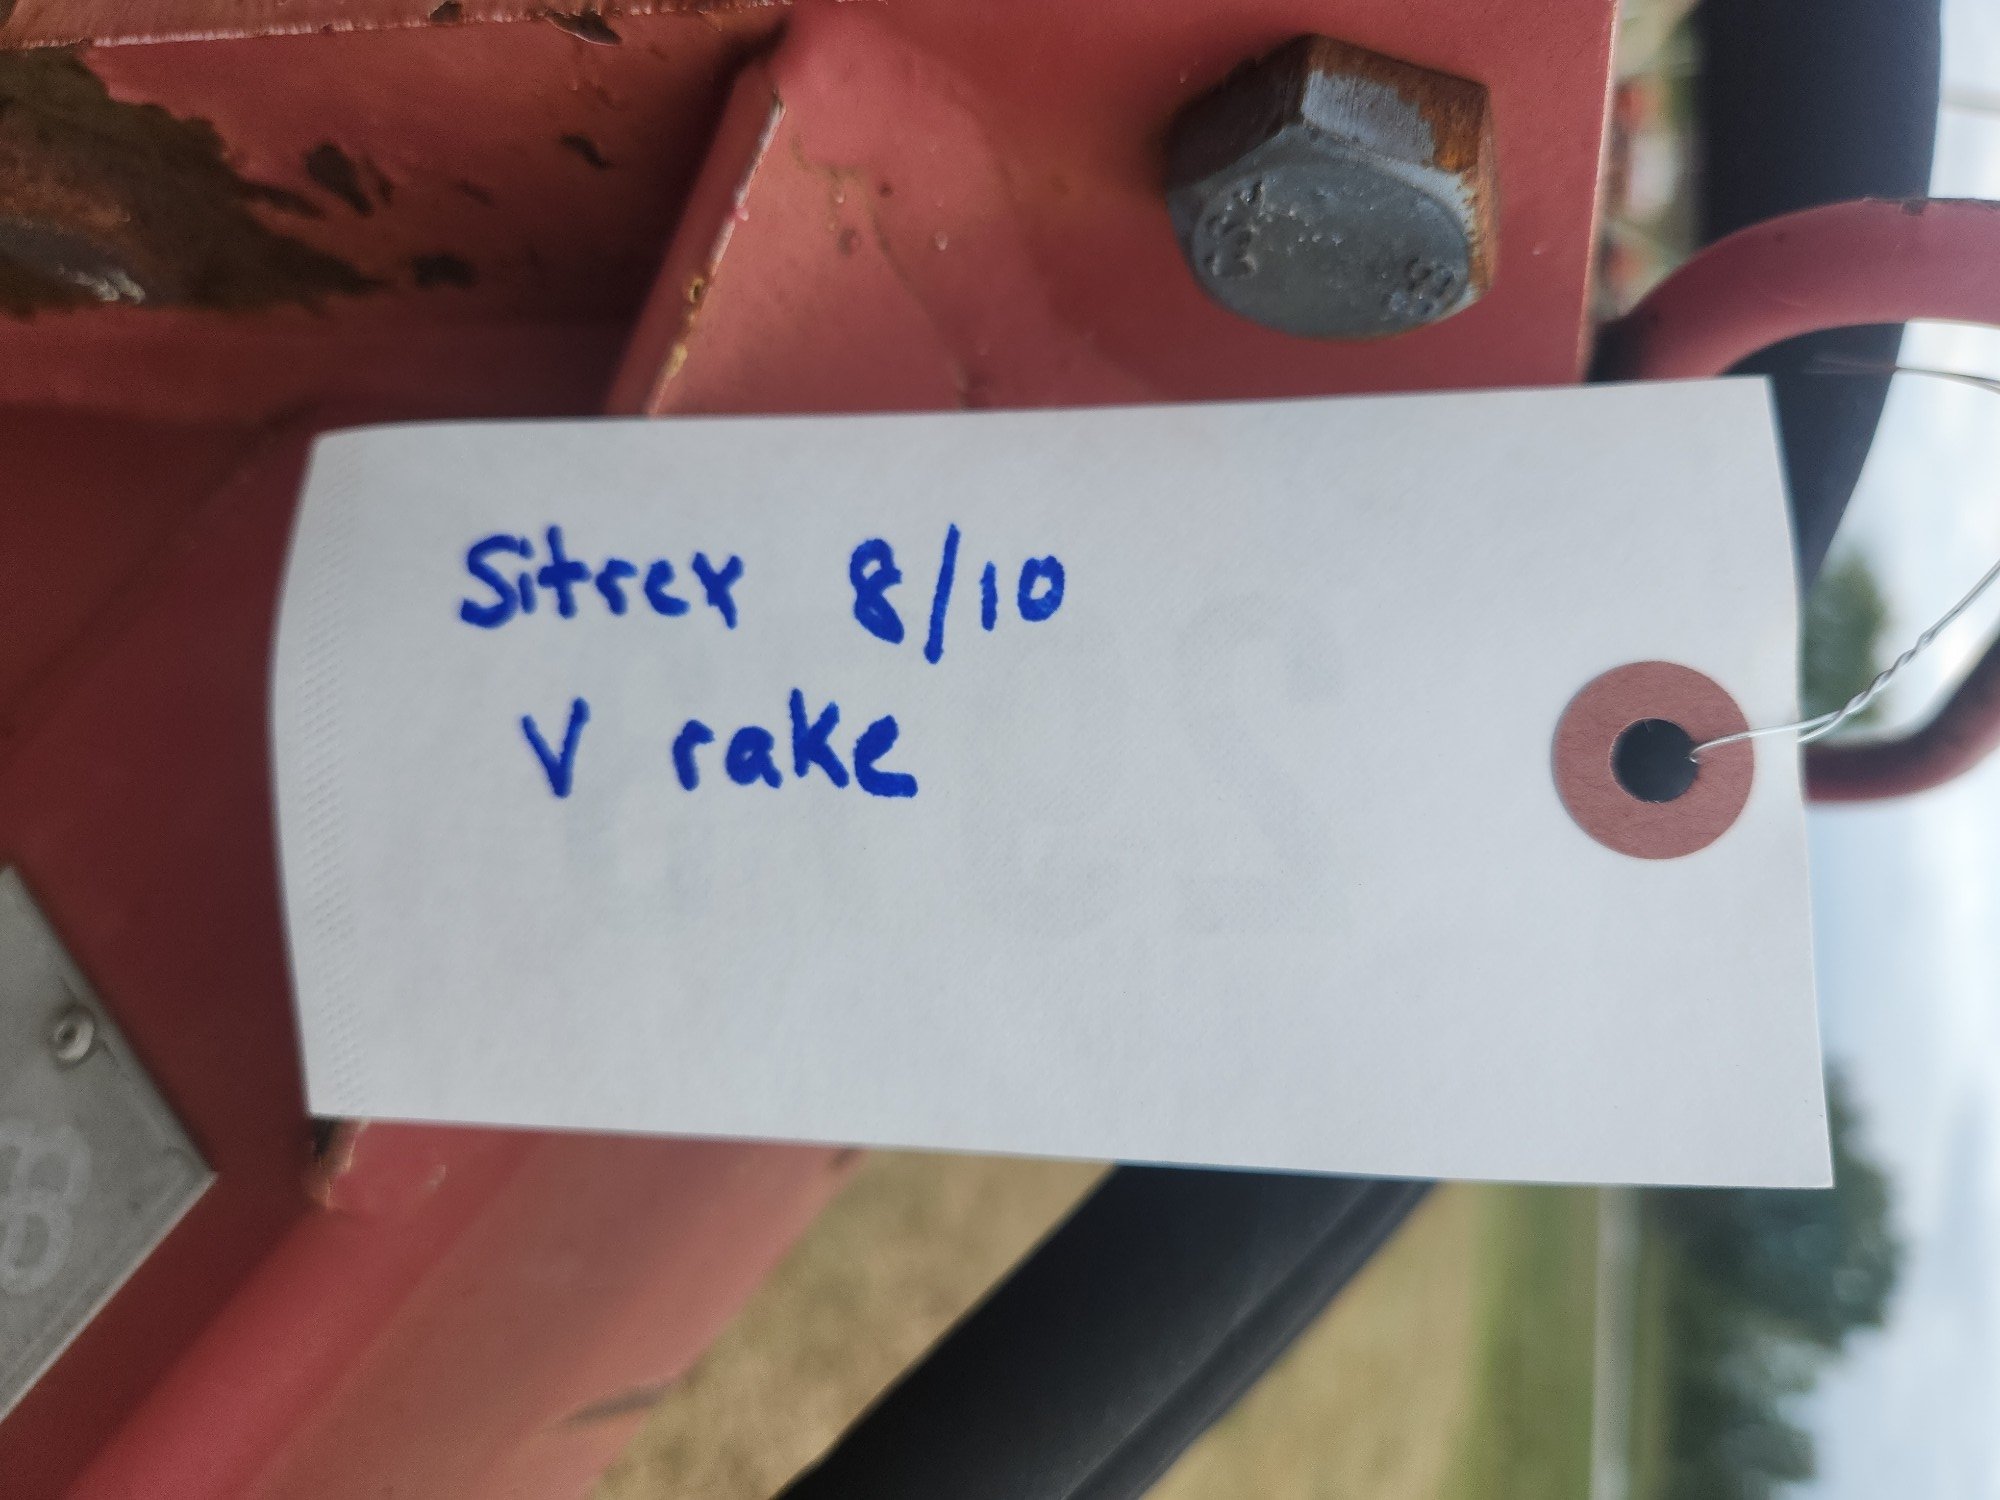 Sitrex 8/10
V rake